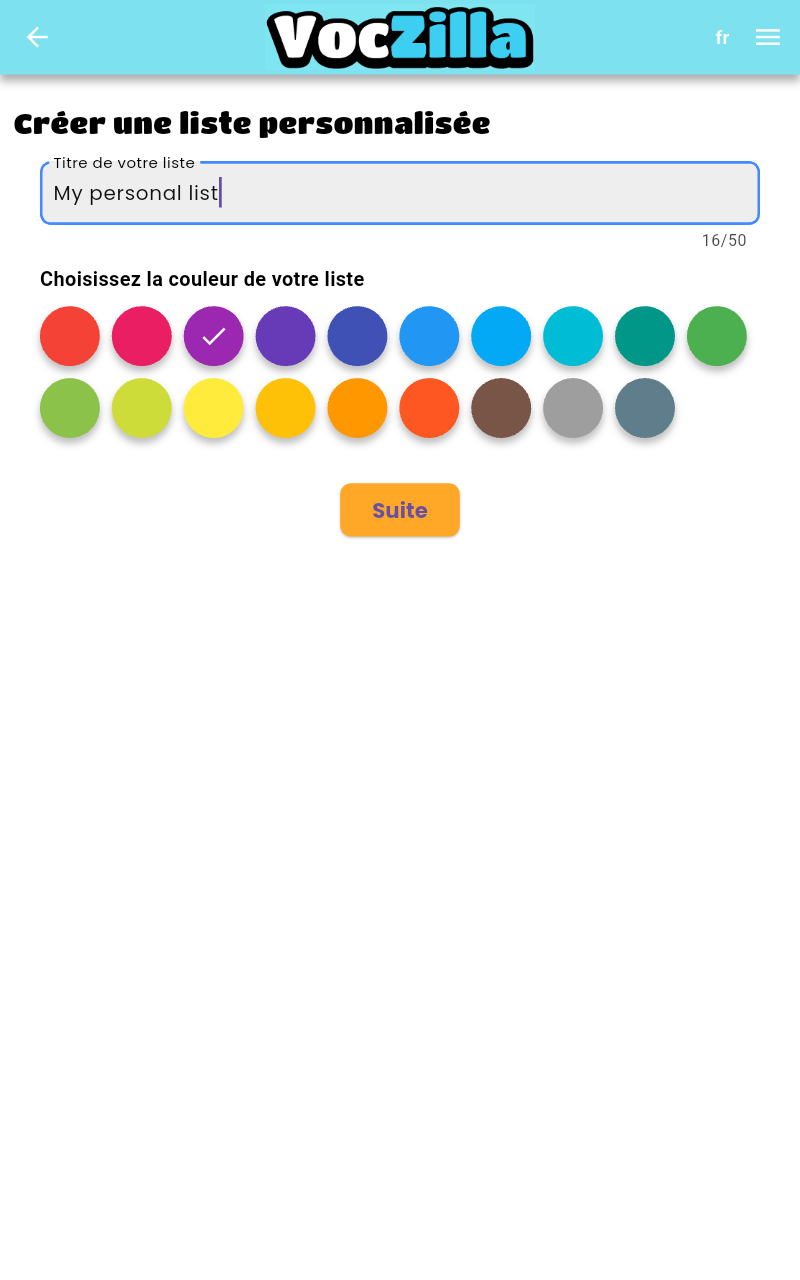 VocZilla
fr
Créer une liste personnalisée
Titre de votre liste
My personal list
16/50
Choisissez la couleur de votre liste
Suite